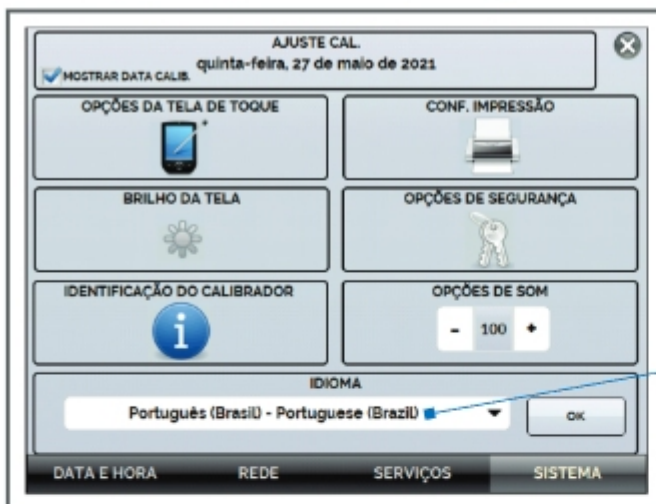 AJUSTE CAL.
quinta-feira, 27 de maio de 2021
MOSTRAR DATA CALIB.
OPÇÕES DA TELA DE TOQUE
CONF. IMPRESSÃO
BRILHO DA TELA
OPÇÕES DE SEGURANÇA
IDENTIFICAÇÃO DO CALIBRADOR
OPÇÕES DE SOM
- 100 +
IDIOMA
Português (Brasil) - Portuguese (Brazil)
OK
DATA E HORA REDE SERVIÇOS SISTEMA